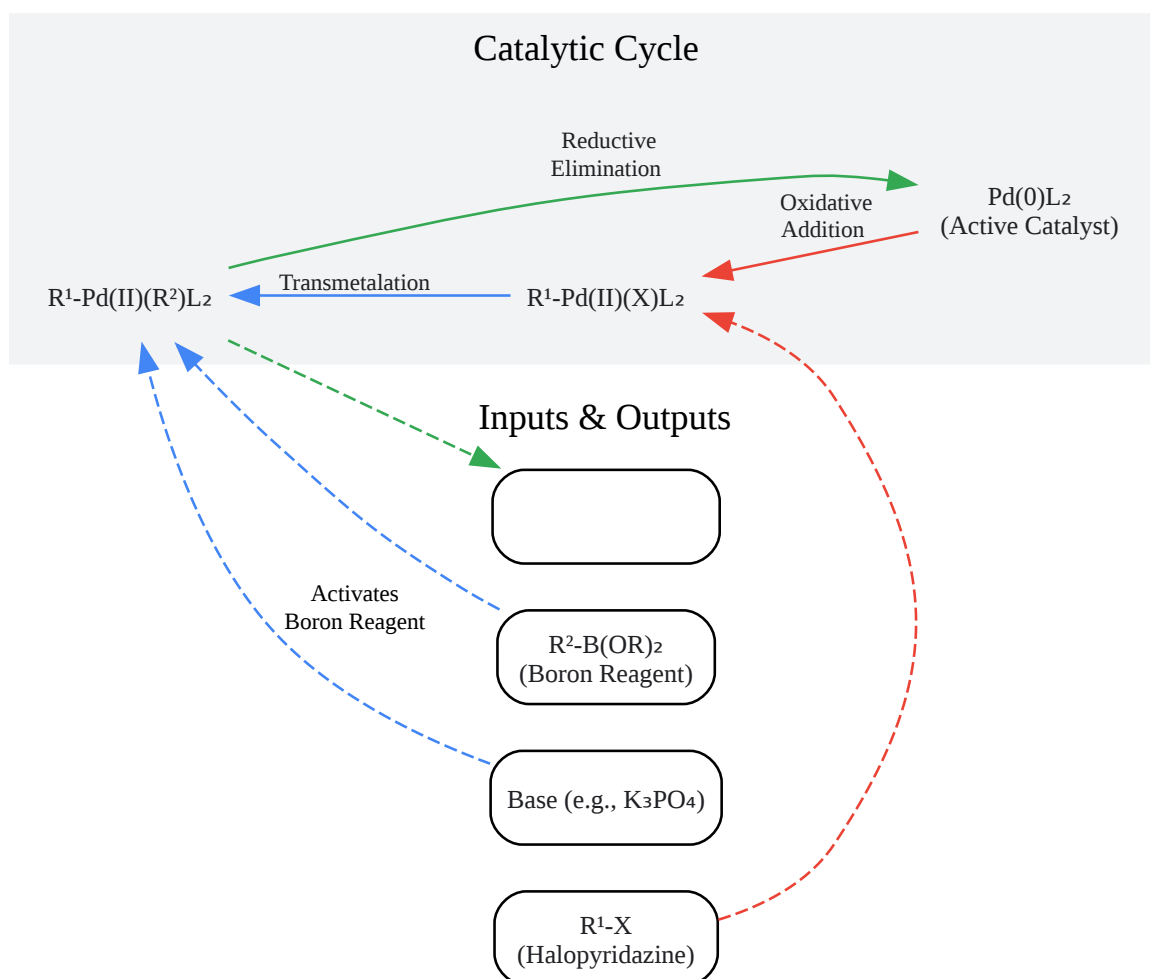 Catalytic Cycle
Reductive
Elimination
Oxidative
Addition
Pd(0)L₂
(Active Catalyst)
Transmetalation
R¹-Pd(II)(R²)L₂
R¹-Pd(II)(X)L₂
Inputs & Outputs
Activates
Boron Reagent
R²-B(OR)₂
(Boron Reagent)
Base (e.g., K₃PO₄)
R¹-X
(Halopyridazine)